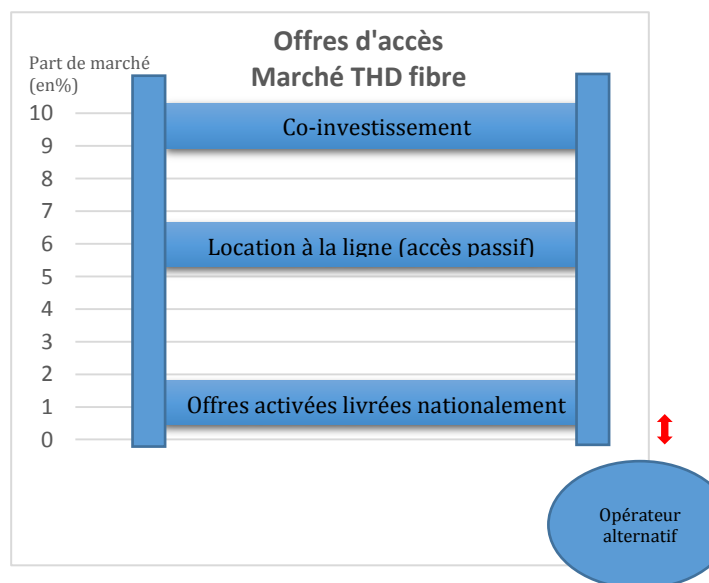 Offres d'accès
Marché THD fibre
Part de marché
(en%)
10
9
8
7
6
5
4
3
2
1
0
Co-investissement
Location à la ligne (accès passif)
Offres activées livrées nationalement
Opérateur
alternatif